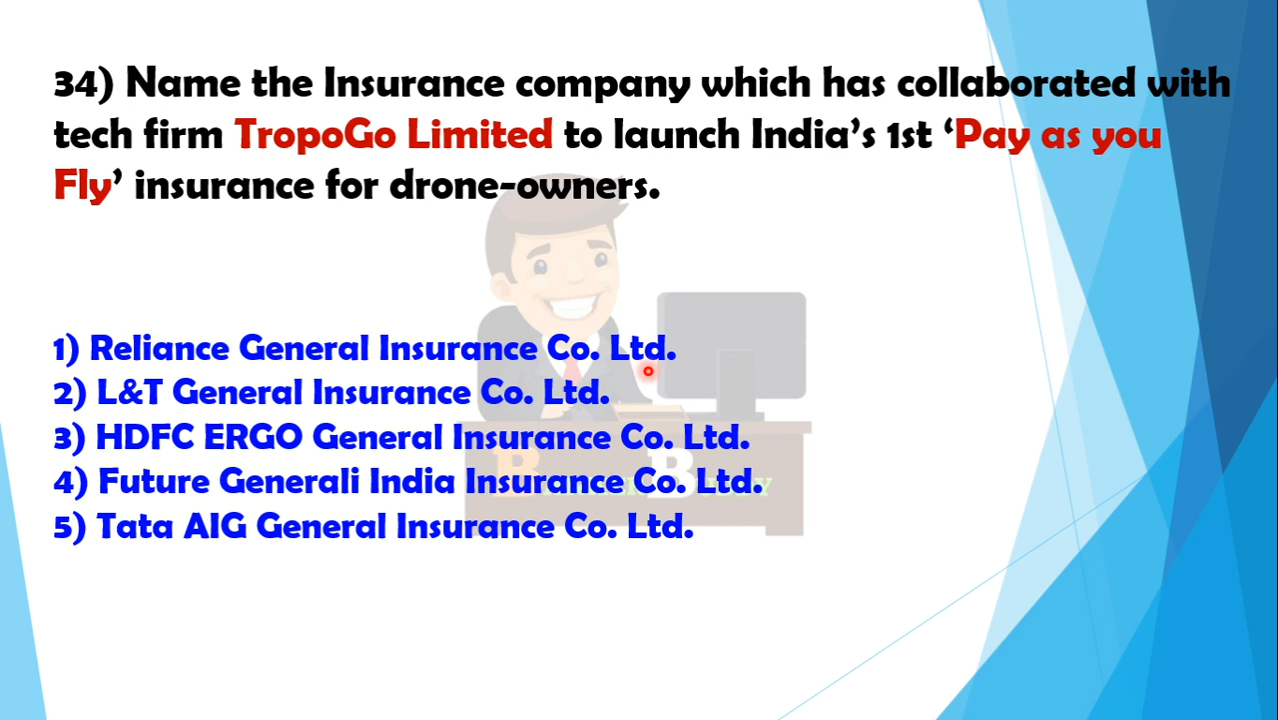 34) Name the Insurance company which has collaborated with
tech firm TropoGo Limited to launch India’s 1st ‘Pay as you
Fly’ insurance for drone-owners.
1) Reliance General Insurance Co. Ltd.
2) L&T General Insurance Co. Ltd.
3) HDFC ERGO General Insurance Co. Ltd.
4) Future Generali India Insurance Co. Ltd.
5) Tata AIG General Insurance Co. Ltd.